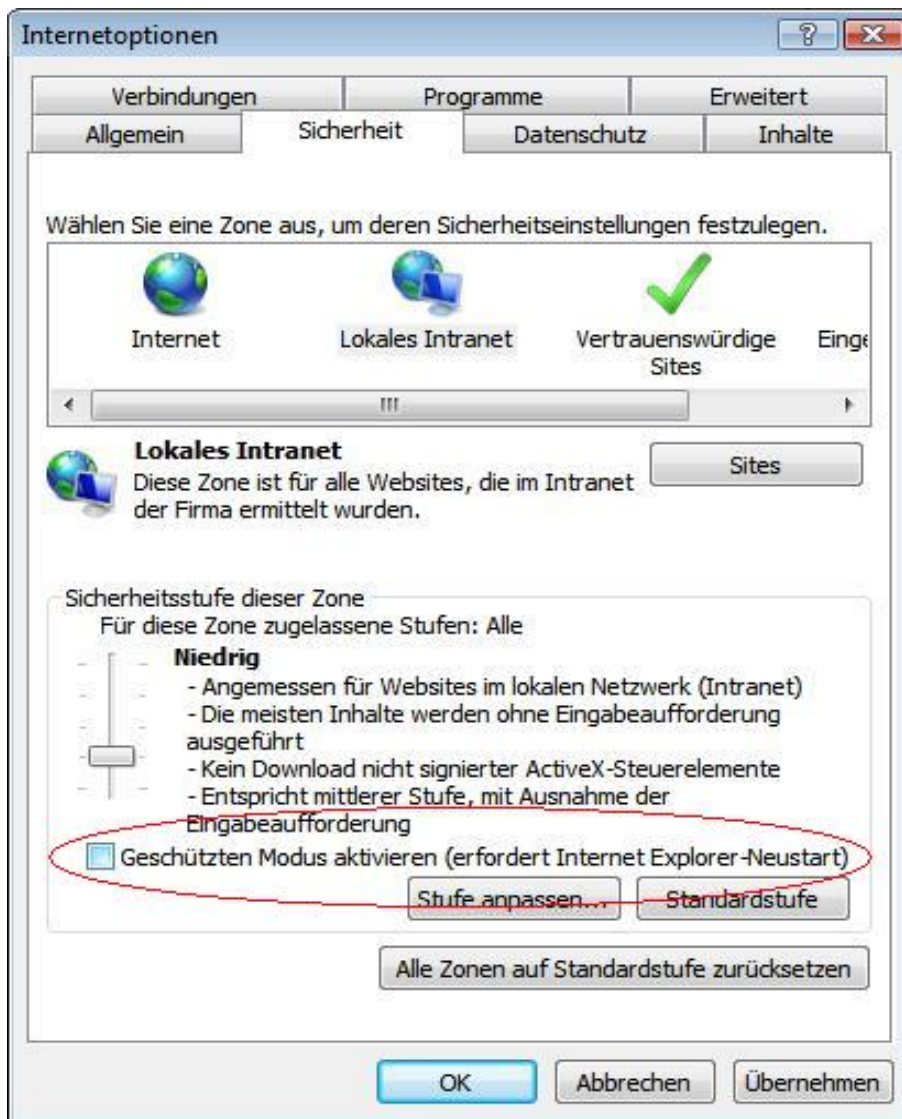 Internetoptionen
Verbindungen Programme Erweitert
Allgemein Sicherheit Datenschutz Inhalte
Wählen Sie eine Zone aus, um deren Sicherheitseinstellungen festzulegen.
Internet Lokales Intranet Vertrauenswürdige Einge
Sites
Lokales Intranet
Sites
Diese Zone ist für alle Websites, die im Intranet
der Firma ermittelt wurden.
Sicherheitsstufe dieser Zone
Für diese Zone zugelassene Stufen: Alle
Niedrig
- Angemessen für Websites im lokalen Netzwerk (Intranet)
- Die meisten Inhalte werden ohne Eingabeaufforderung
ausgeführt
- Kein Download nicht signierter ActiveX-Steuerelemente
- Entspricht mittlerer Stufe, mit Ausnahme der
Eingabeaufforderung
Geschützten Modus aktivieren (erfordert Internet Explorer-Neustart)
Stufe anpassen... Standardstufe
Alle Zonen auf Standardstufe zurücksetzen
OK Abbrechen Übernehmen